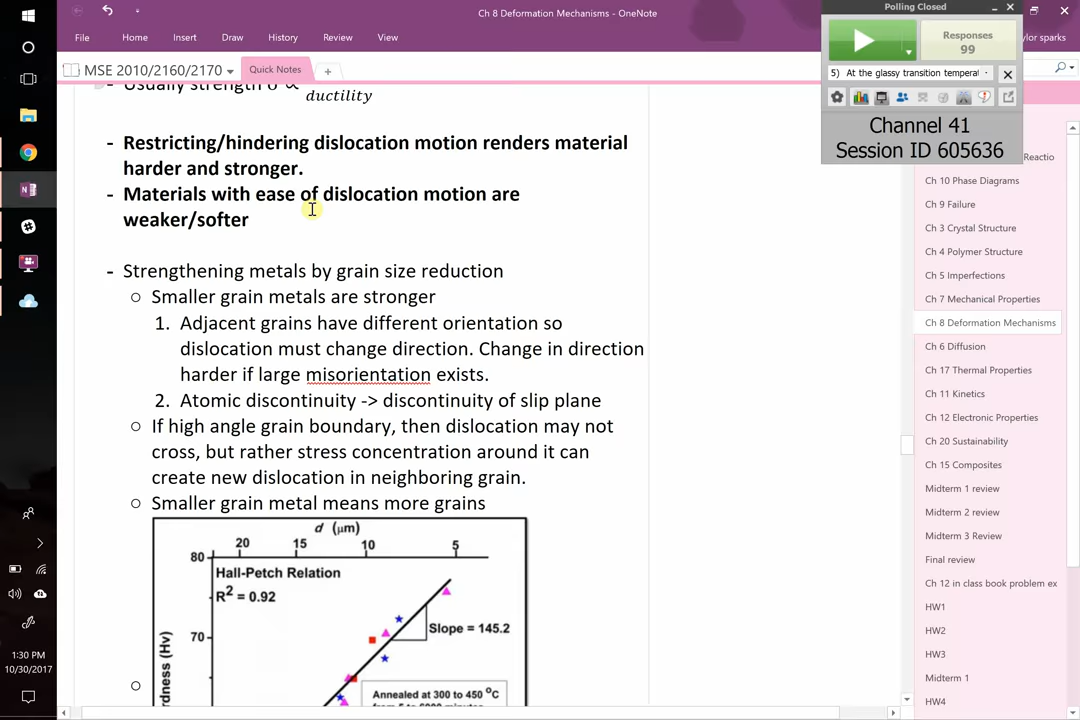 Ch 8 Deformation Mechanisms - OneNote
Polling Closed
Responses
99
5) At the glassy transition temperat
Channel 41
Session ID 605636
ylor sparks
File Home Insert Draw History Review View
MSE 2010/2160/2170
Quick Notes
- Usually strength σ ∝
ductility
- Restricting/hindering dislocation motion renders material
harder and stronger.
- Materials with ease of dislocation motion are
weaker/softer
- Strengthening metals by grain size reduction
○ Smaller grain metals are stronger
1. Adjacent grains have different orientation so
dislocation must change direction. Change in direction
harder if large misorientation exists.
2. Atomic discontinuity -> discontinuity of slip plane
○ If high angle grain boundary, then dislocation may not
cross, but rather stress concentration around it can
create new dislocation in neighboring grain.
○ Smaller grain metal means more grains
d (μm)
20 15 10 5
80
Hall-Petch Relation
R² = 0.92
Slope = 145.2
70
rdness (Hv)
Annealed at 300 to 450 °C
Reactio
Ch 10 Phase Diagrams
Ch 9 Failure
Ch 3 Crystal Structure
Ch 4 Polymer Structure
Ch 5 Imperfections
Ch 7 Mechanical Properties
Ch 8 Deformation Mechanisms
Ch 6 Diffusion
Ch 17 Thermal Properties
Ch 11 Kinetics
Ch 12 Electronic Properties
Ch 20 Sustainability
Ch 15 Composites
Midterm 1 review
Midterm 2 review
Midterm 3 Review
Final review
Ch 12 in class book problem ex
HW1
HW2
HW3
Midterm 1
HW4
1:30 PM
10/30/2017